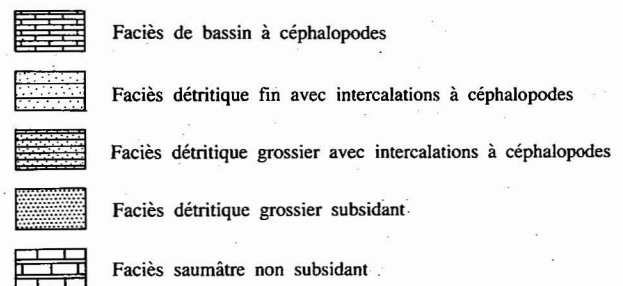 Faciès de bassin à céphalopodes
Faciès détritique fin avec intercalations à céphalopodes
Faciès détritique grossier avec intercalations à céphalopodes
Faciès détritique grossier subsidant
Faciès saumâtre non subsidant